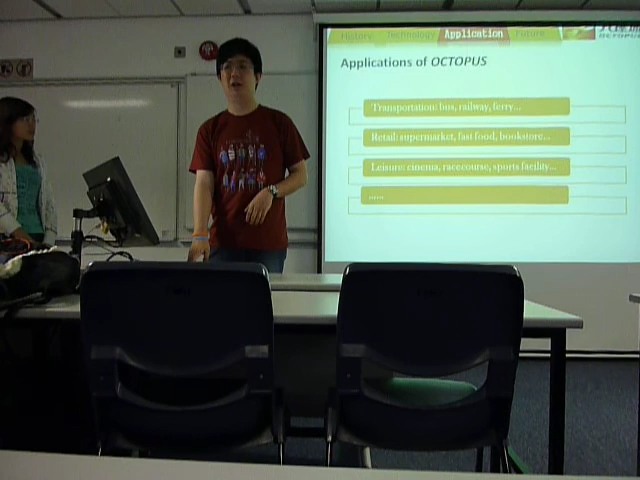 History Technology Application Future
Applications of OCTOPUS
Transportation: bus, railway, ferry...
Retail: supermarket, fast food, bookstore...
Leisure: cinema, racecourse, sports facility...
......